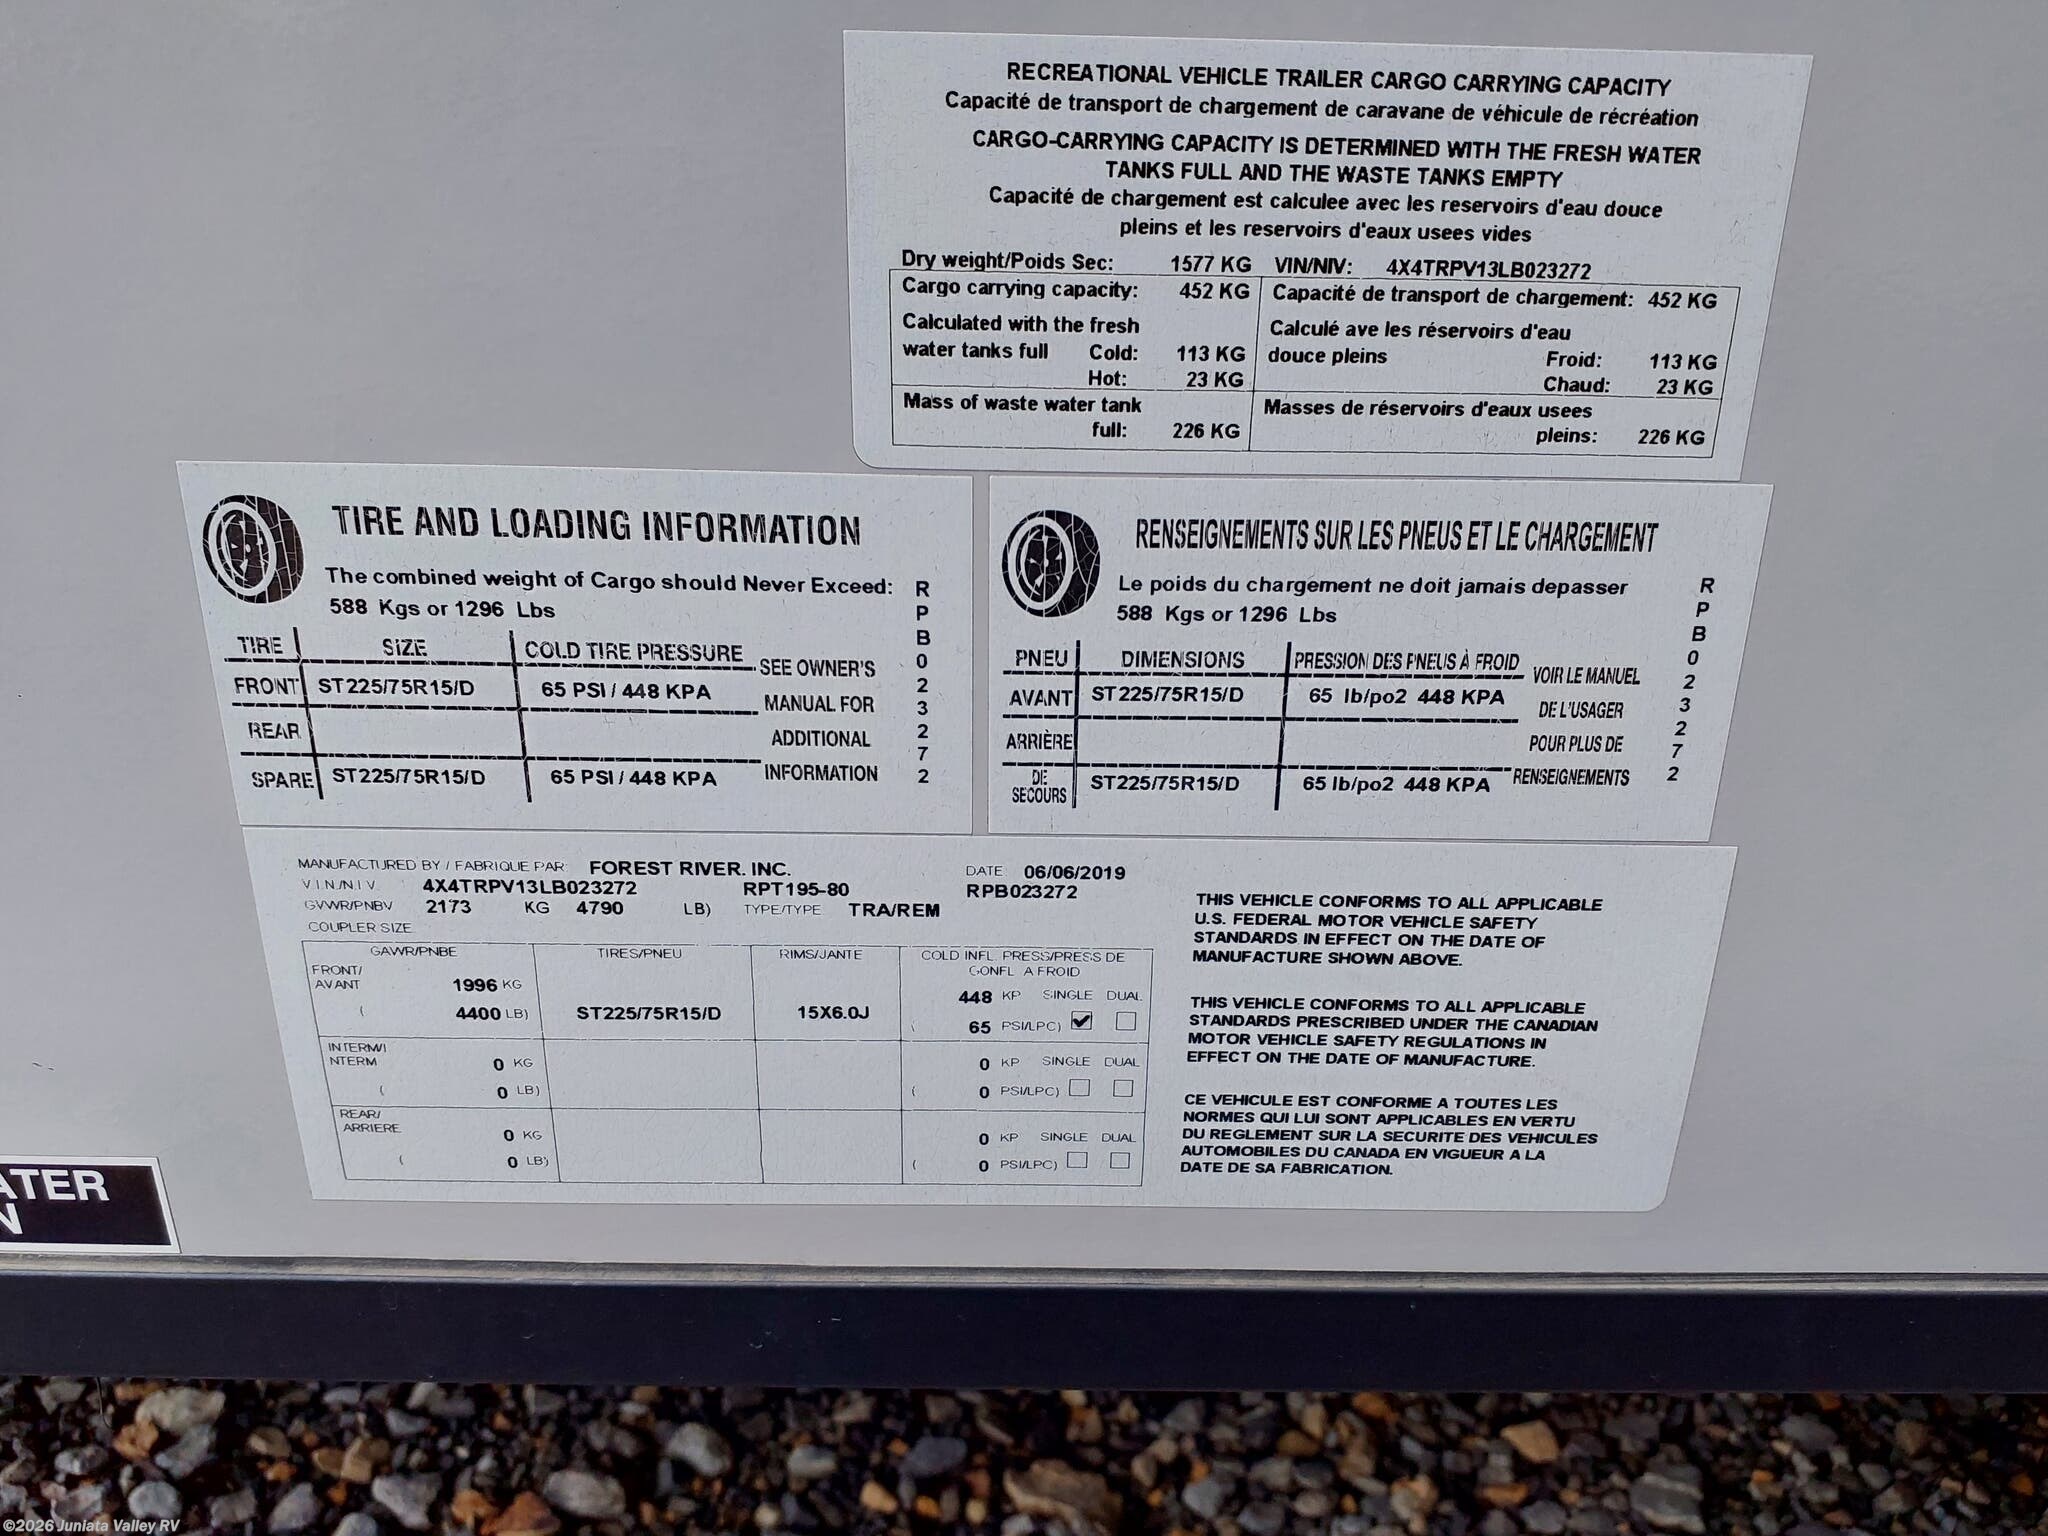 RECREATIONAL VEHICLE TRAILER CARGO CARRYING CAPACITY
Capacité de transport de chargement de caravane de véhicule de récréation
CARGO-CARRYING CAPACITY IS DETERMINED WITH THE FRESH WATER
TANKS FULL AND THE WASTE TANKS EMPTY
Capacité de chargement est calculee avec les reservoirs d'eau douce
pleins et les reservoirs d'eaux usees vides
Dry weight/Poids Sec: 1577 KG VIN/NIV: 4X4TRPV13LB023272
Cargo carrying capacity: 452 KG Capacité de transport de chargement: 452 KG
Calculated with the fresh Calculé ave les réservoirs d'eau
water tanks full Cold: 113 KG douce pleins Froid: 113 KG
Hot: 23 KG Chaud: 23 KG
Mass of waste water tank Masses de réservoirs d'eaux usees
full: 226 KG pleins: 226 KG
TIRE AND LOADING INFORMATION
The combined weight of Cargo should Never Exceed:
588 Kgs or 1296 Lbs
TIRE SIZE COLD TIRE PRESSURE
FRONT ST225/75R15/D 65 PSI / 448 KPA
REAR
SPARE ST225/75R15/D 65 PSI / 448 KPA
SEE OWNER'S
MANUAL FOR
ADDITIONAL
INFORMATION
RPB023272
RENSEIGNEMENTS SUR LES PNEUS ET LE CHARGEMENT
Le poids du chargement ne doit jamais depasser
588 Kgs or 1296 Lbs
PNEU DIMENSIONS PRESSION DES PNEUS À FROID
AVANT ST225/75R15/D 65 lb/po2 448 KPA
ARRIÈRE
DE SECOURS ST225/75R15/D 65 lb/po2 448 KPA
VOIR LE MANUEL
DE L'USAGER
POUR PLUS DE
RENSEIGNEMENTS
RPB023272
MANUFACTURED BY / FABRIQUE PAR: FOREST RIVER. INC. DATE 06/06/2019
V.I.N./N.I.V. 4X4TRPV13LB023272 RPT195-80 RPB023272
GVWR/PNBV 2173 KG 4790 LB) TYPE/TYPE TRA/REM
COUPLER SIZE
GAWR/PNBE TIRES/PNEU RIMS/JANTE COLD INFL. PRESS/PRESS DE
GONFL A FROID
FRONT/
AVANT 1996 KG 448 KP SINGLE DUAL
( 4400 LB) ST225/75R15/D 15X6.0J ( 65 PSI/LPC)
INTERM/I
NTERM 0 KG 0 KP SINGLE DUAL
( 0 LB) ( 0 PSI/LPC)
REAR/
ARRIERE 0 KG 0 KP SINGLE DUAL
( 0 LB) ( 0 PSI/LPC)
THIS VEHICLE CONFORMS TO ALL APPLICABLE
U.S. FEDERAL MOTOR VEHICLE SAFETY
STANDARDS IN EFFECT ON THE DATE OF
MANUFACTURE SHOWN ABOVE.
THIS VEHICLE CONFORMS TO ALL APPLICABLE
STANDARDS PRESCRIBED UNDER THE CANADIAN
MOTOR VEHICLE SAFETY REGULATIONS IN
EFFECT ON THE DATE OF MANUFACTURE.
CE VEHICULE EST CONFORME A TOUTES LES
NORMES QUI LUI SONT APPLICABLES EN VERTU
DU REGLEMENT SUR LA SECURITE DES VEHICULES
AUTOMOBILES DU CANADA EN VIGUEUR A LA
DATE DE SA FABRICATION.
ATER
N
©2026 Juniata Valley RV